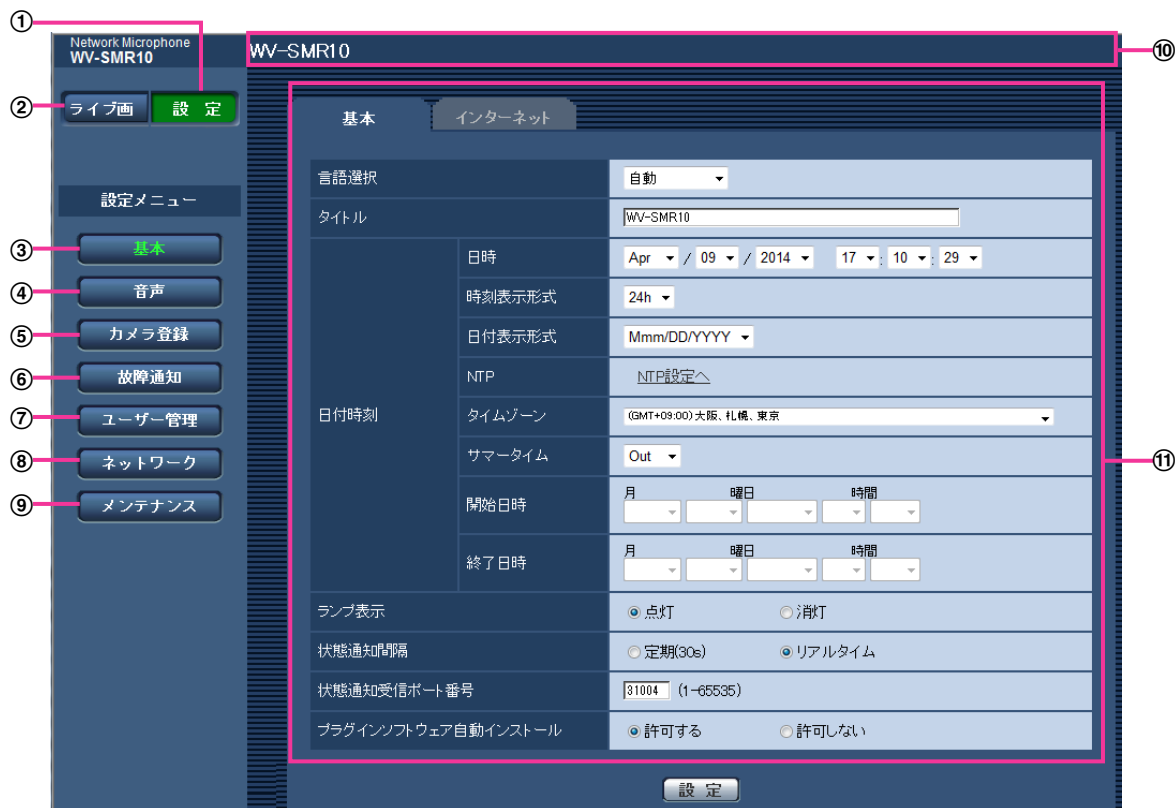 ①
Network Microphone
WV-SMR10
WV-SMR10
⑩
② ライブ画 設 定
基本 インターネット
設定メニュー
③ 基本
④ 音声
⑤ カメラ登録
⑥ 故障通知
⑦ ユーザー管理
⑧ ネットワーク
⑨ メンテナンス
⑪
言語選択 自動
タイトル WV-SMR10
日付時刻
日時 Apr / 09 / 2014 17 : 10 : 29
時刻表示形式 24h
日付表示形式 Mmm/DD/YYYY
NTP NTP設定へ
タイムゾーン (GMT+09:00)大阪、札幌、東京
サマータイム Out
開始日時 月 曜日 時間
終了日時 月 曜日 時間
ランプ表示 点灯 消灯
状態通知間隔 定期(30s) リアルタイム
状態通知受信ポート番号 31004 (1-65535)
プラグインソフトウェア自動インストール 許可する 許可しない
設 定